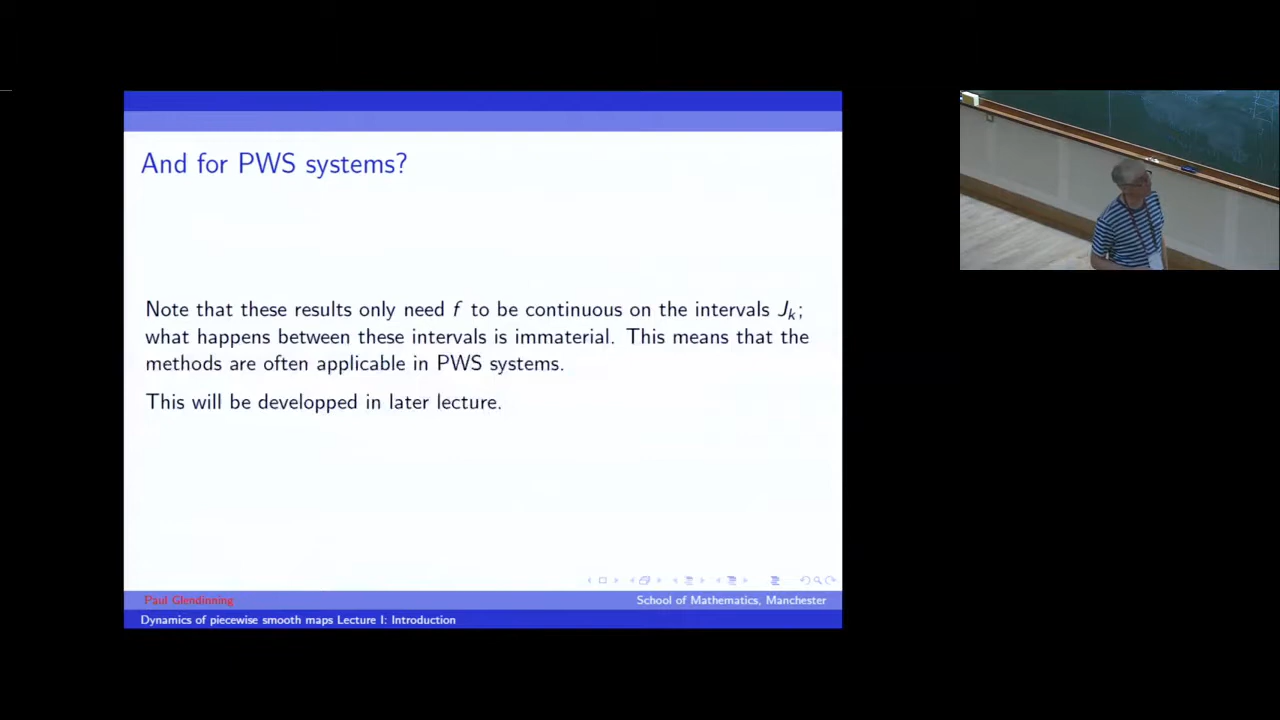 And for PWS systems?
Note that these results only need f to be continuous on the intervals Jₖ;
what happens between these intervals is immaterial. This means that the
methods are often applicable in PWS systems.
This will be developped in later lecture.
Paul Glendinning School of Mathematics, Manchester
Dynamics of piecewise smooth maps Lecture I: Introduction